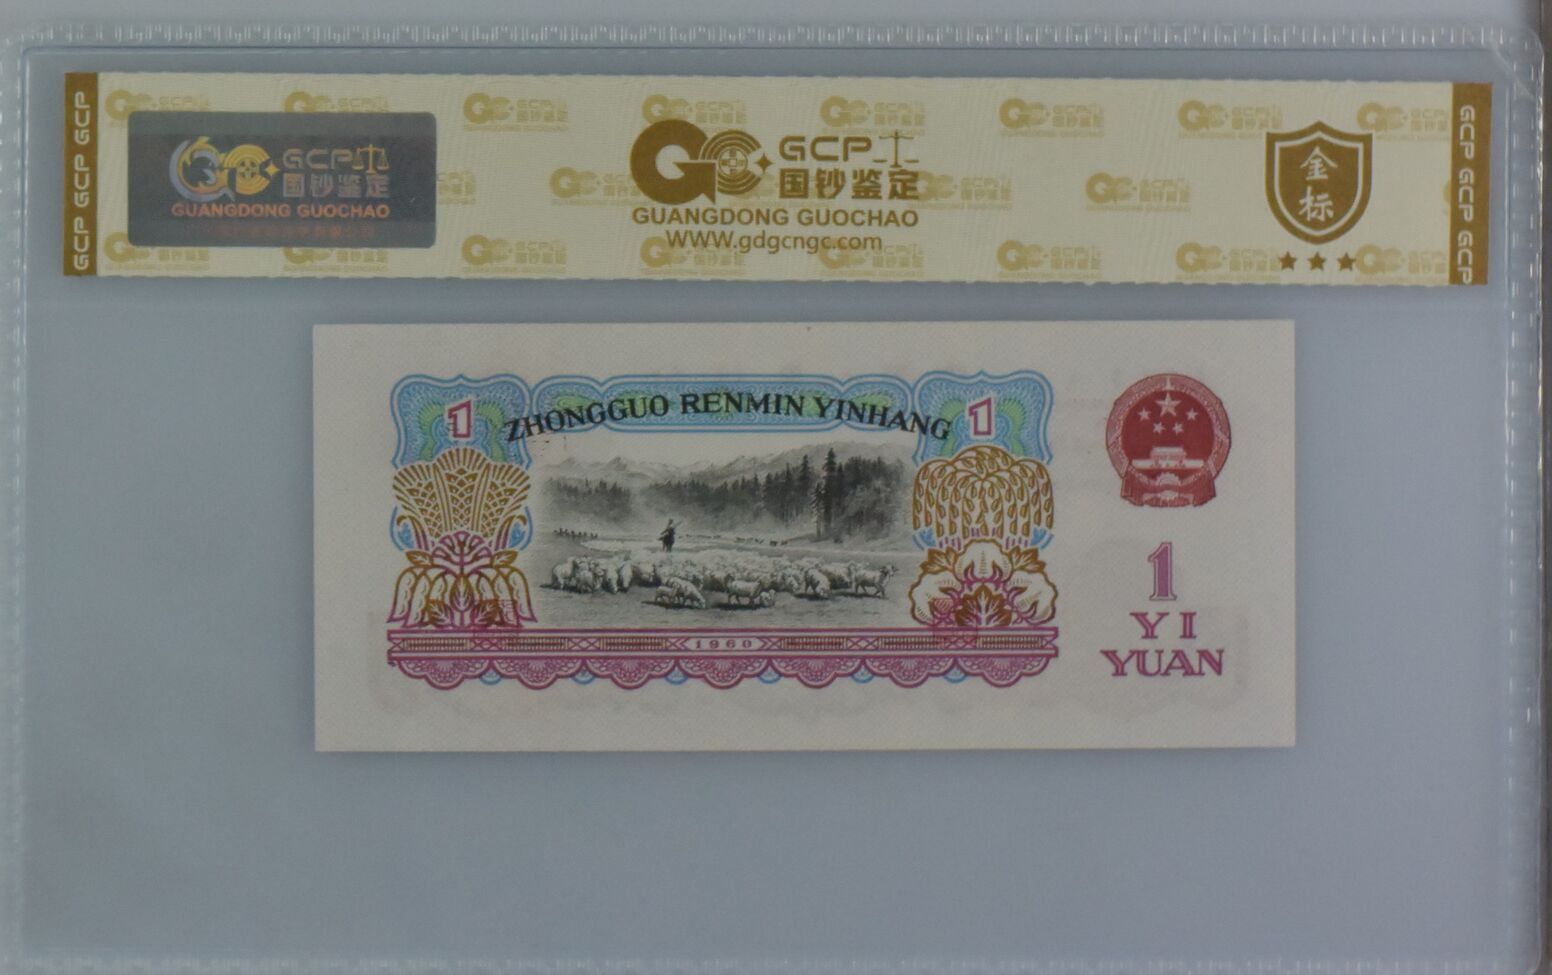 GCP GCP GCP
GCP
国钞鉴定
GUANGDONG GUOCHAO
GCP
国钞鉴定
GUANGDONG GUOCHAO
WWW.gdgcngc.com
金
标
GCP GCP GCP
1
ZHONGGUO RENMIN YINHANG
1
1960
1
YI
YUAN